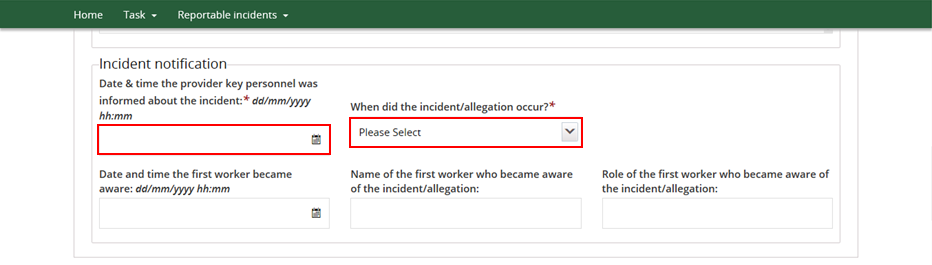 Home Task Reportable incidents
Incident notification
Date & time the provider key personnel was
informed about the incident:* dd/mm/yyyy
hh:mm
When did the incident/allegation occur?*
Please Select
Date and time the first worker became
aware: dd/mm/yyyy hh:mm
Name of the first worker who became aware
of the incident/allegation:
Role of the first worker who became aware of
the incident/allegation: